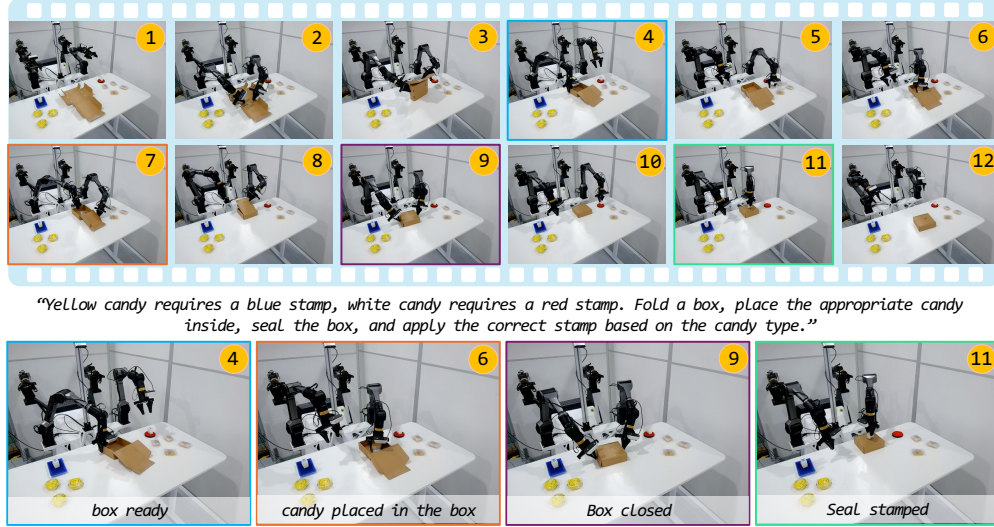 1
2
3
4
5
6
7
8
9
10
11
12
“Yellow candy requires a blue stamp, white candy requires a red stamp. Fold a box, place the appropriate candy
inside, seal the box, and apply the correct stamp based on the candy type.”
4
6
9
11
box ready
candy placed in the box
Box closed
Seal stamped